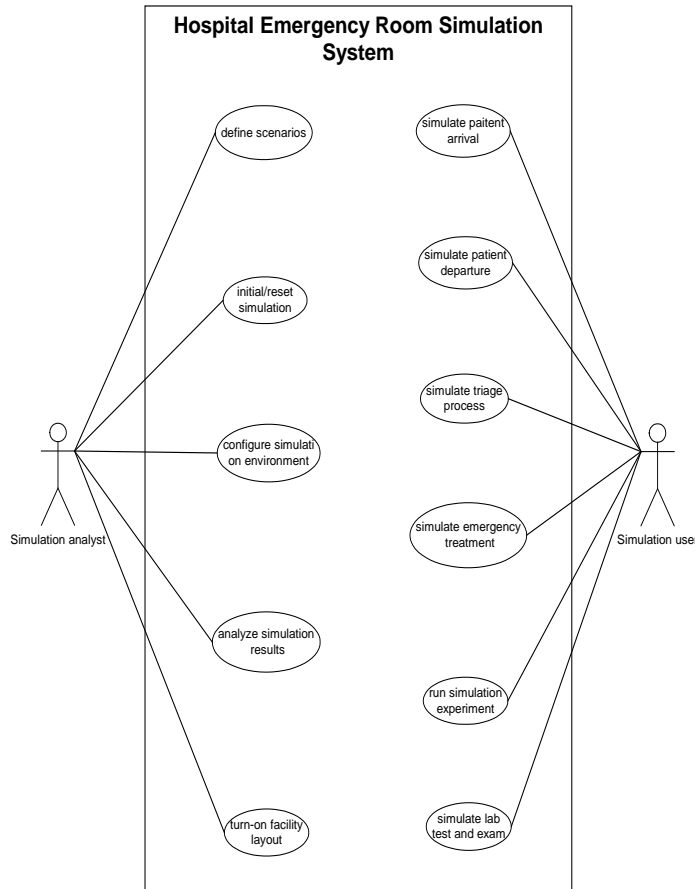 Hospital Emergency Room Simulation
System
define scenarios
simulate paitent
arrival
simulate patient
departure
initial/reset
simulation
simulate triage
process
configure simulati
on environment
Simulation analyst
simulate emergency
treatment
Simulation user
analyze simulation
results
run simulation
experiment
turn-on facility
layout
simulate lab
test and exam